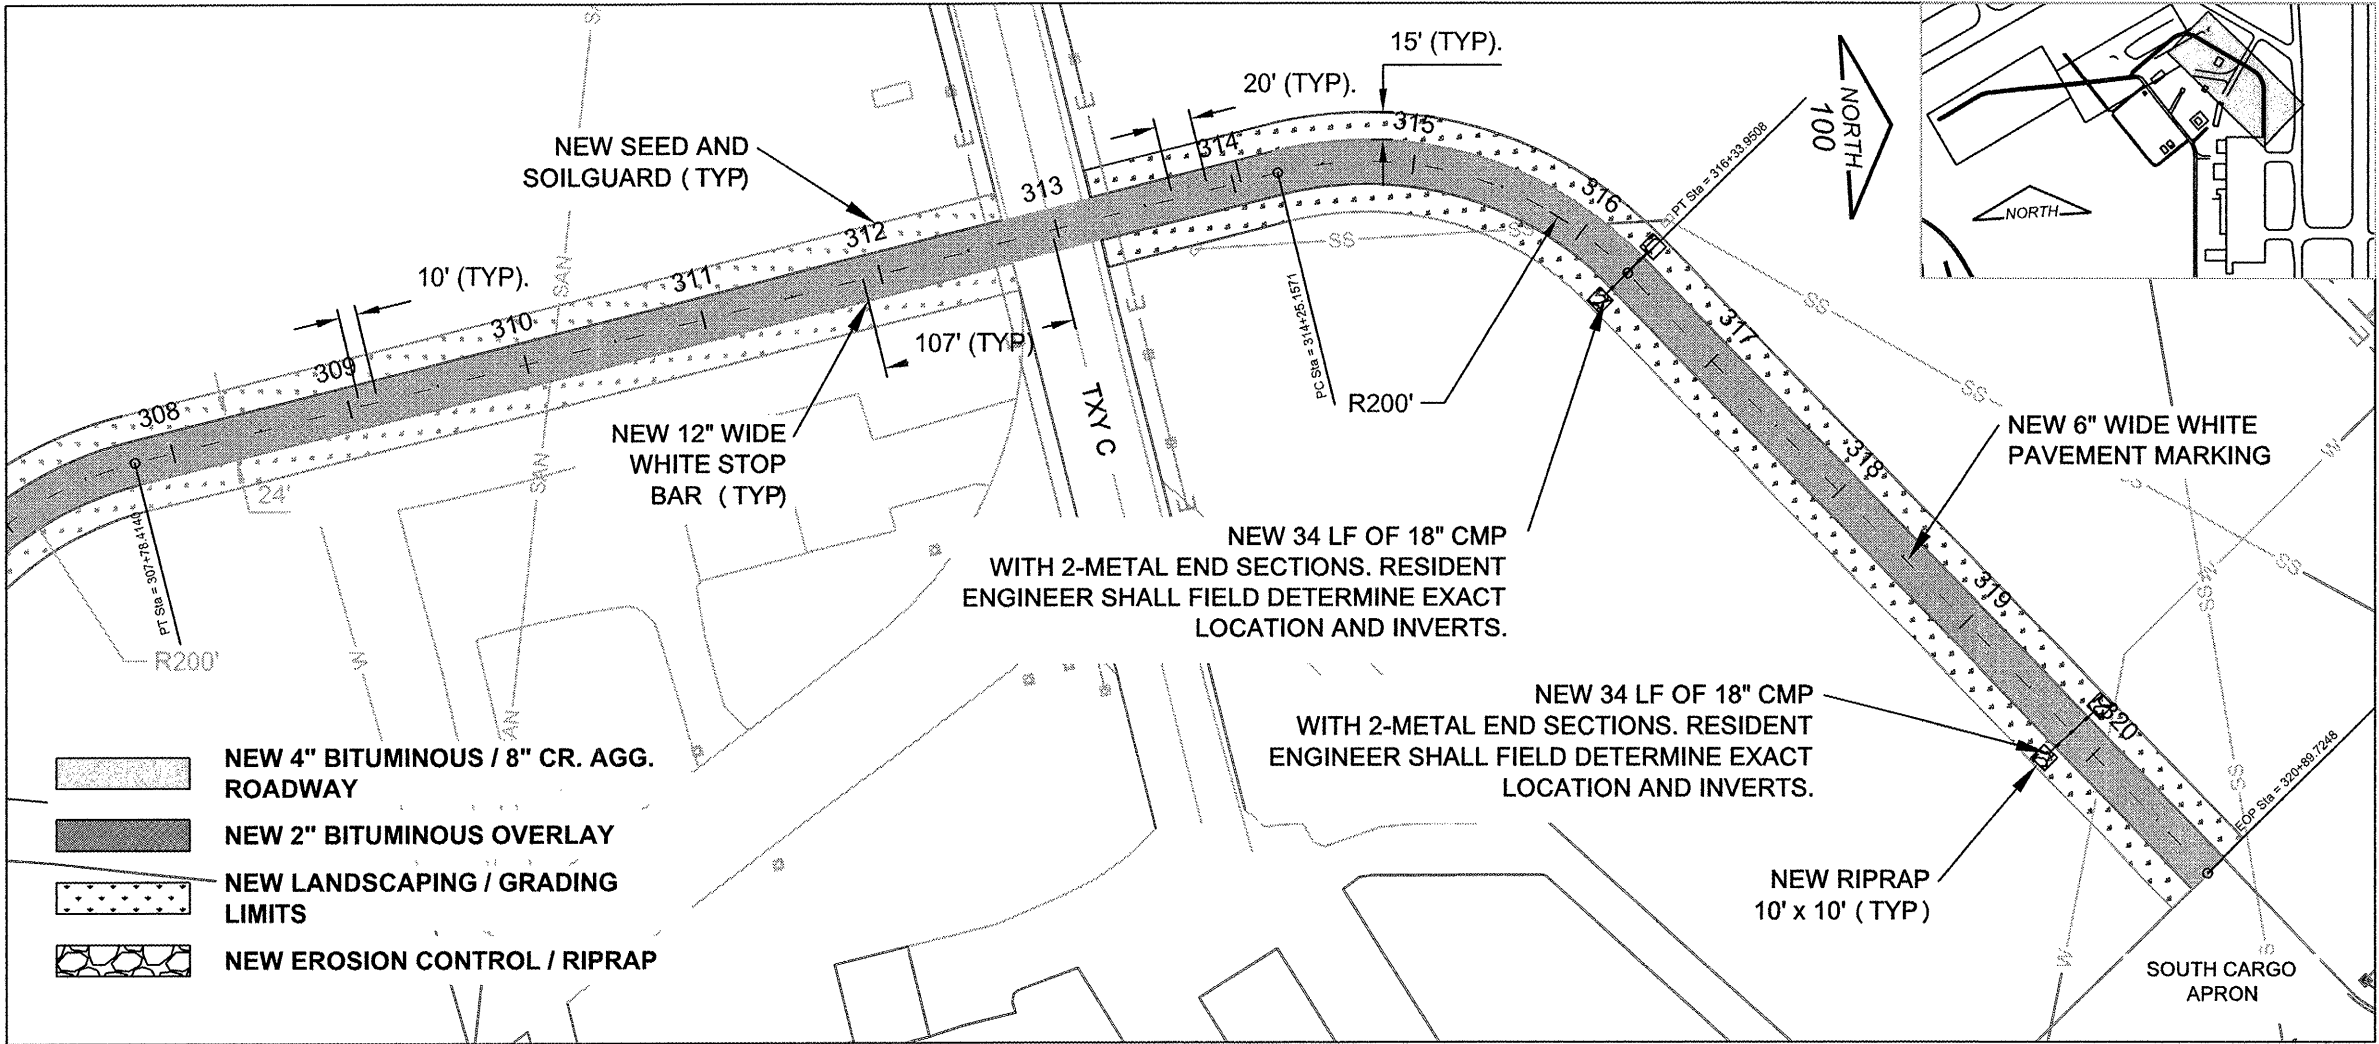 15' (TYP).
20' (TYP).
NORTH
100
NORTH
NEW SEED AND
SOILGUARD ( TYP)
308
309
310
311
312
313
314
315
316
317
318
319
320
PT Sta = 316+33.9508
10' (TYP).
107' (TYP)
PC Sta = 314+25.1571
R200'
TXY C
NEW 12" WIDE
WHITE STOP
BAR ( TYP)
24'
PT Sta = 307+78.4140
R200'
NEW 6" WIDE WHITE
PAVEMENT MARKING
NEW 34 LF OF 18" CMP
WITH 2-METAL END SECTIONS. RESIDENT
ENGINEER SHALL FIELD DETERMINE EXACT
LOCATION AND INVERTS.
NEW 34 LF OF 18" CMP
WITH 2-METAL END SECTIONS. RESIDENT
ENGINEER SHALL FIELD DETERMINE EXACT
LOCATION AND INVERTS.
EOP Sta = 320+89.7248
NEW RIPRAP
10' x 10' ( TYP )
SOUTH CARGO
APRON
SAN
SAN
SS
SS
SS
SS
SS
W
W
W
E
E
E
E
NEW 4" BITUMINOUS / 8" CR. AGG.
ROADWAY
NEW 2" BITUMINOUS OVERLAY
NEW LANDSCAPING / GRADING
LIMITS
NEW EROSION CONTROL / RIPRAP